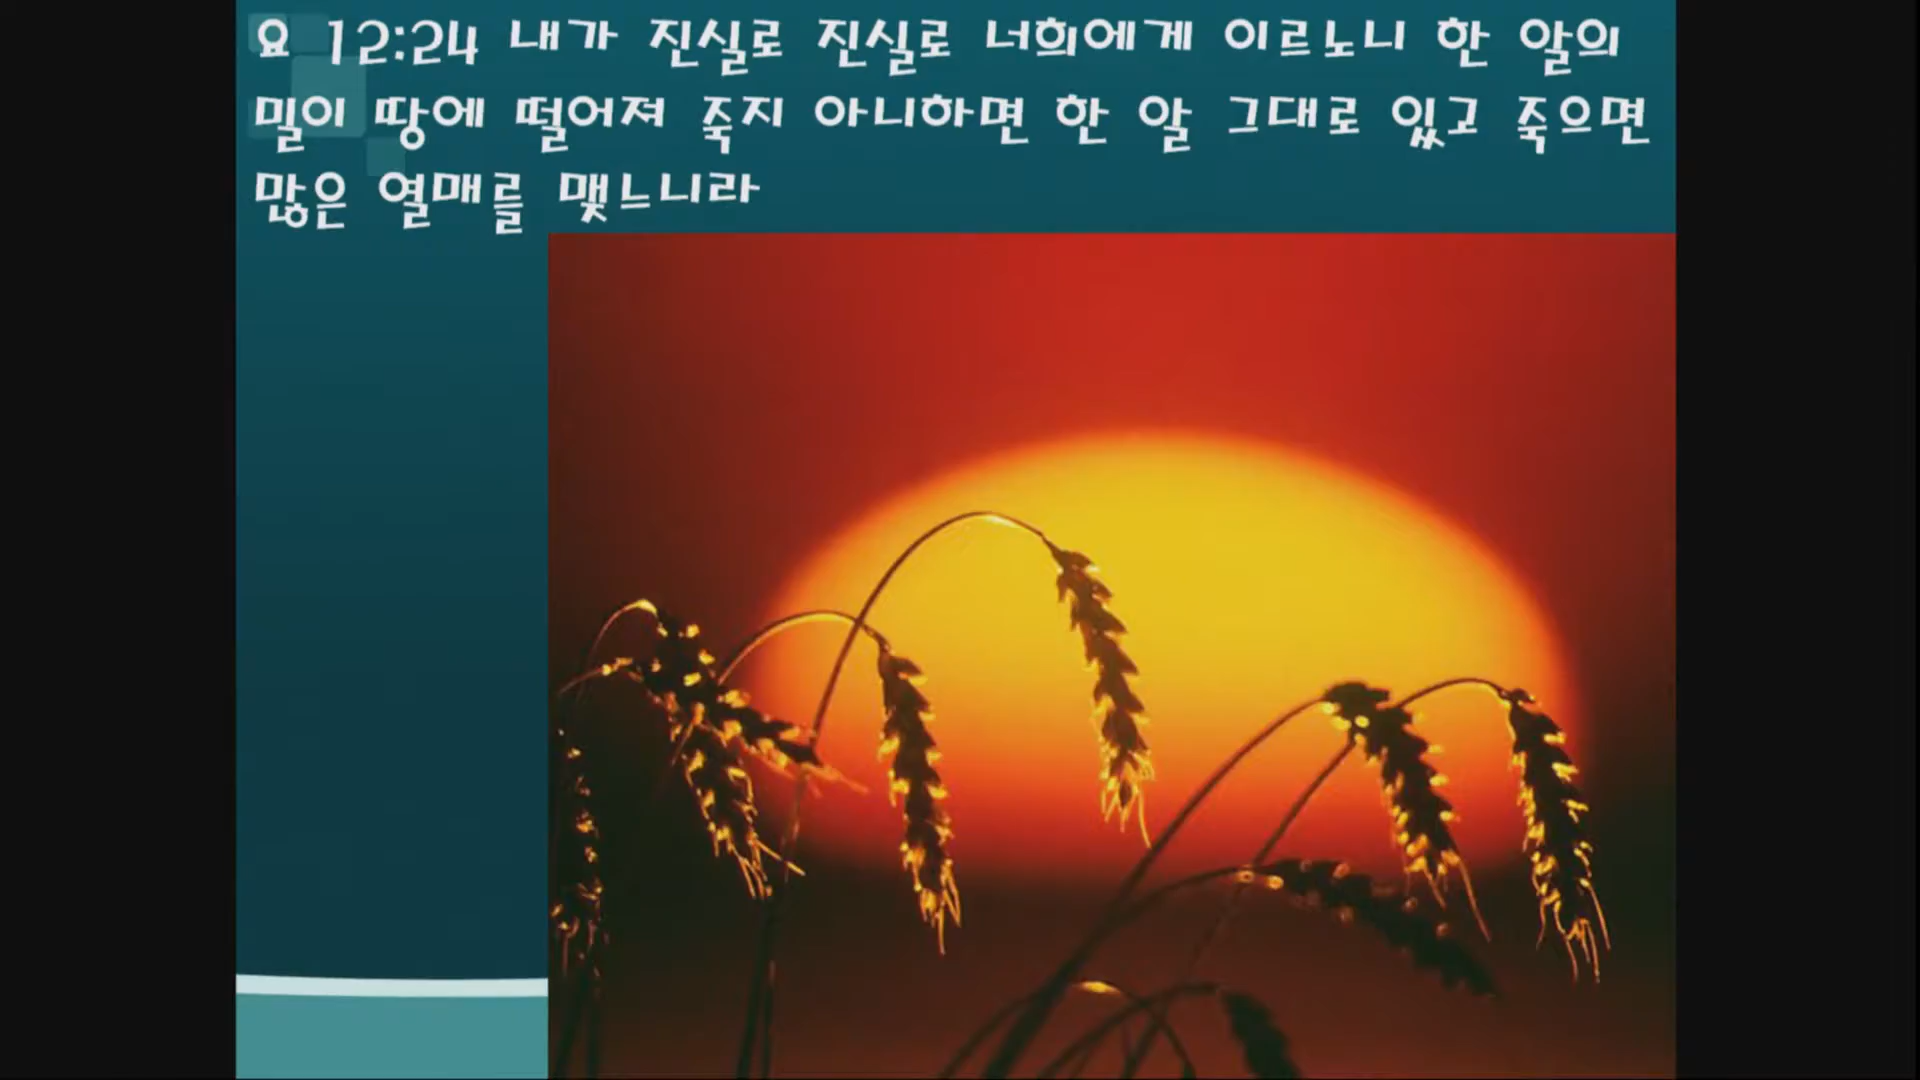 요 12:24 내가 진실로 진실로 너희에게 이르노니 한 알의
밀이 땅에 떨어져 죽지 아니하면 한 알 그대로 있고 죽으면
많은 열매를 맺느니라